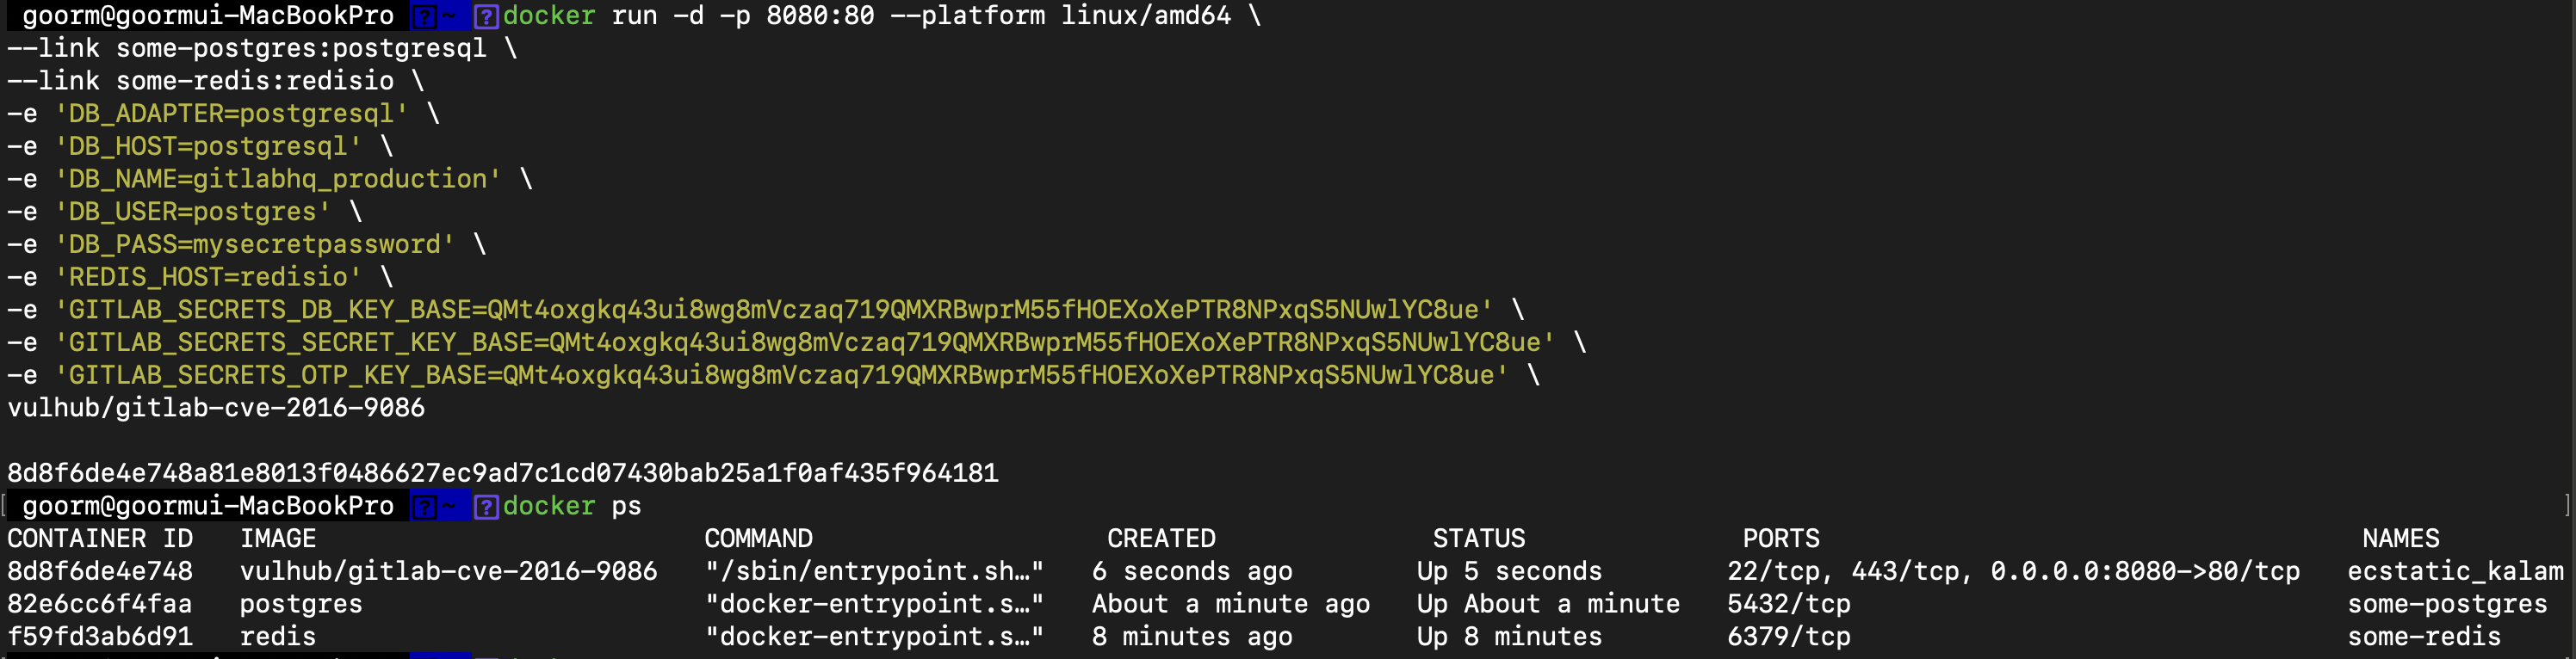 goorm@goormui-MacBookPro ? ~ ? docker run -d -p 8080:80 --platform linux/amd64 \
--link some-postgres:postgresql \
--link some-redis:redisio \
-e 'DB_ADAPTER=postgresql' \
-e 'DB_HOST=postgresql' \
-e 'DB_NAME=gitlabhq_production' \
-e 'DB_USER=postgres' \
-e 'DB_PASS=mysecretpassword' \
-e 'REDIS_HOST=redisio' \
-e 'GITLAB_SECRETS_DB_KEY_BASE=QMt4oxgkq43ui8wg8mVczaq719QMXRBwprM55fHOEXoXePTR8NPxqS5NUwlYC8ue' \
-e 'GITLAB_SECRETS_SECRET_KEY_BASE=QMt4oxgkq43ui8wg8mVczaq719QMXRBwprM55fHOEXoXePTR8NPxqS5NUwlYC8ue' \
-e 'GITLAB_SECRETS_OTP_KEY_BASE=QMt4oxgkq43ui8wg8mVczaq719QMXRBwprM55fHOEXoXePTR8NPxqS5NUwlYC8ue' \
vulhub/gitlab-cve-2016-9086
8d8f6de4e748a81e8013f0486627ec9ad7c1cd07430bab25a1f0af435f964181
[ goorm@goormui-MacBookPro ? ~ ? docker ps ]
CONTAINER ID IMAGE COMMAND CREATED STATUS PORTS NAMES
8d8f6de4e748 vulhub/gitlab-cve-2016-9086 "/sbin/entrypoint.sh…" 6 seconds ago Up 5 seconds 22/tcp, 443/tcp, 0.0.0.0:8080->80/tcp ecstatic_kalam
82e6cc6f4faa postgres "docker-entrypoint.s…" About a minute ago Up About a minute 5432/tcp some-postgres
f59fd3ab6d91 redis "docker-entrypoint.s…" 8 minutes ago Up 8 minutes 6379/tcp some-redis